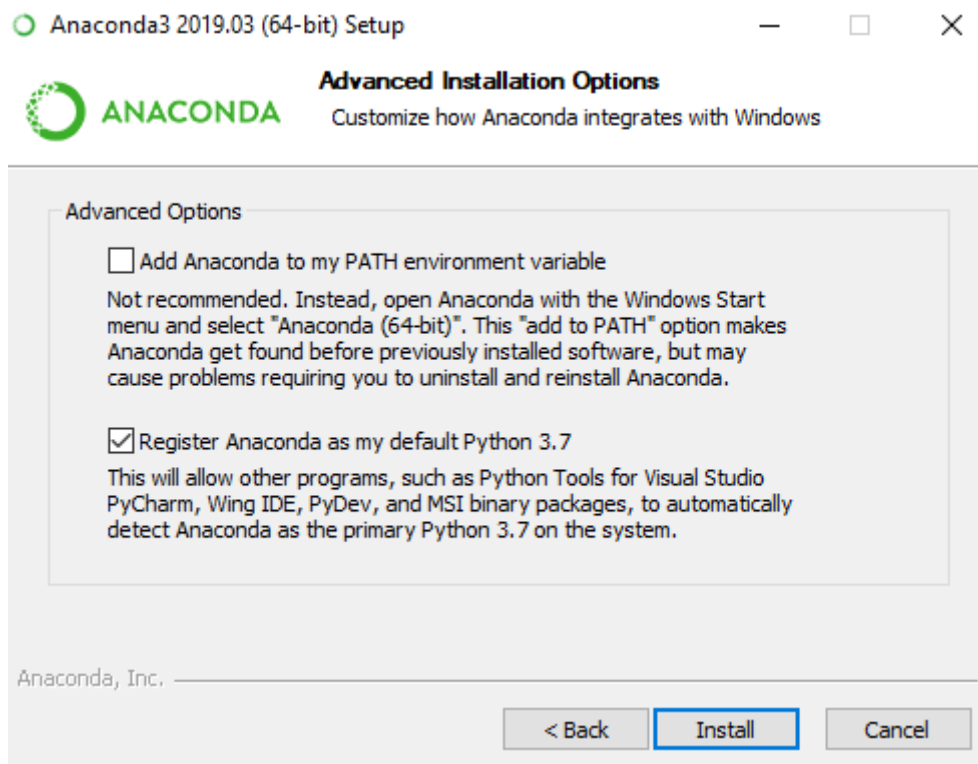 Anaconda3 2019.03 (64-bit) Setup
ANACONDA
Advanced Installation Options
Customize how Anaconda integrates with Windows
Advanced Options
Add Anaconda to my PATH environment variable
Not recommended. Instead, open Anaconda with the Windows Start
menu and select "Anaconda (64-bit)". This "add to PATH" option makes
Anaconda get found before previously installed software, but may
cause problems requiring you to uninstall and reinstall Anaconda.
Register Anaconda as my default Python 3.7
This will allow other programs, such as Python Tools for Visual Studio
PyCharm, Wing IDE, PyDev, and MSI binary packages, to automatically
detect Anaconda as the primary Python 3.7 on the system.
Anaconda, Inc.
< Back
Install
Cancel